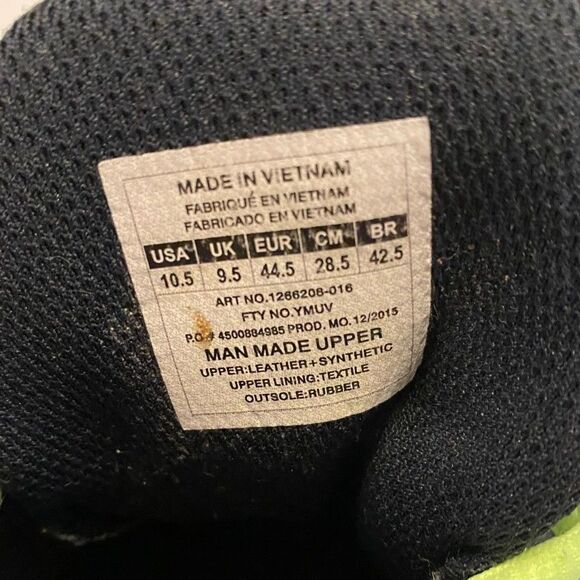 MADE IN VIETNAM
FABRIQUÉ EN VIETNAM
FABRICADO EN VIETNAM
USA UK EUR CM BR
10.5 9.5 44.5 28.5 42.5
ART NO.1266208-016
FTY NO.YMUV
P.O# 4500884985 PROD. MO.12/2015
MAN MADE UPPER
UPPER:LEATHER+SYNTHETIC
UPPER LINING:TEXTILE
OUTSOLE:RUBBER